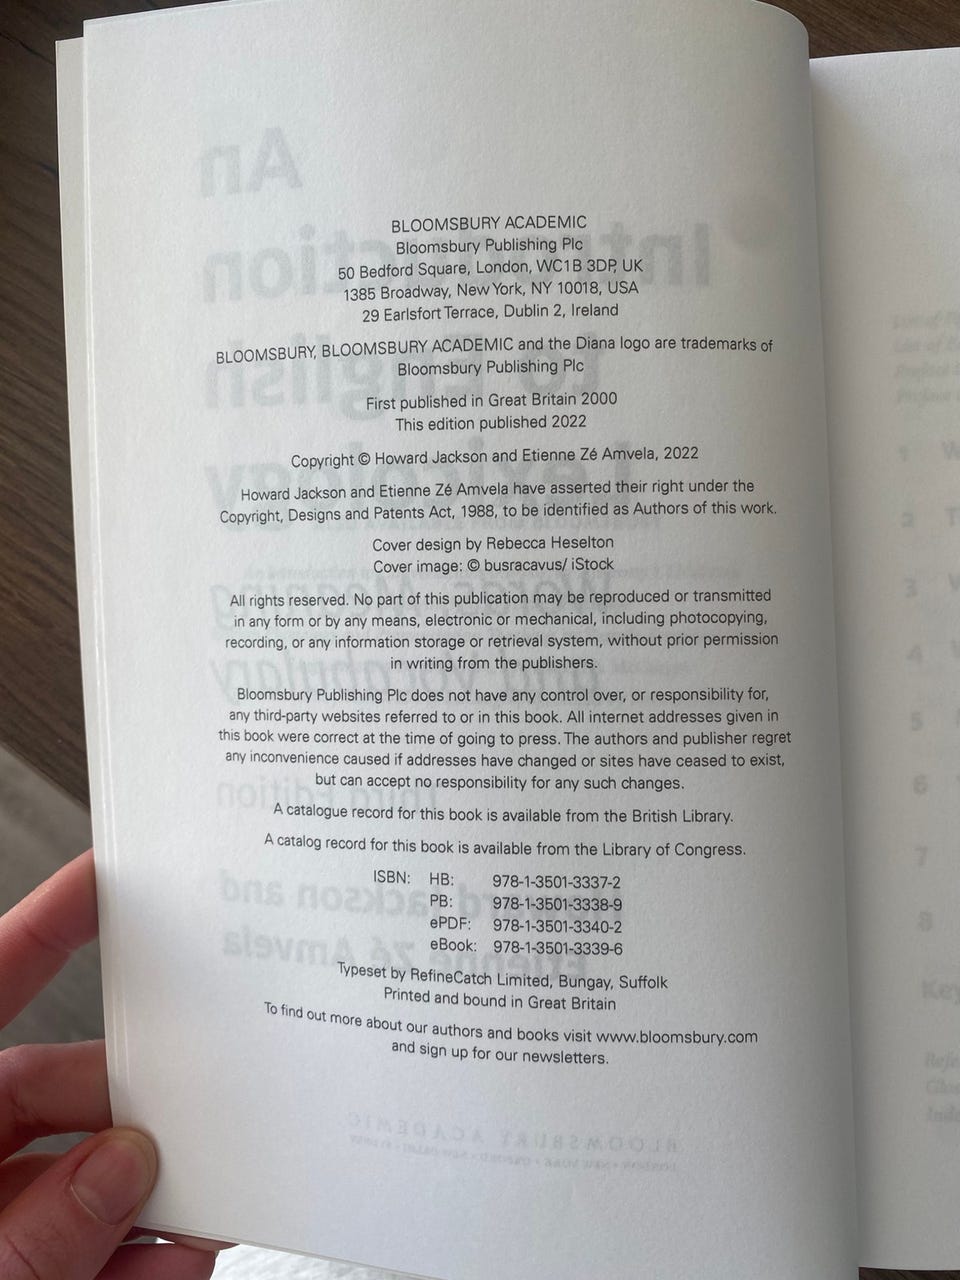 BLOOMSBURY ACADEMIC
Bloomsbury Publishing Plc
50 Bedford Square, London, WC1B 3DP, UK
1385 Broadway, New York, NY 10018, USA
29 Earlsfort Terrace, Dublin 2, Ireland
BLOOMSBURY, BLOOMSBURY ACADEMIC and the Diana logo are trademarks of
Bloomsbury Publishing Plc
First published in Great Britain 2000
This edition published 2022
Copyright © Howard Jackson and Etienne Zé Amvela, 2022
Howard Jackson and Etienne Zé Amvela have asserted their right under the
Copyright, Designs and Patents Act, 1988, to be identified as Authors of this work.
Cover design by Rebecca Heselton
Cover image: © busracavus/ iStock
All rights reserved. No part of this publication may be reproduced or transmitted
in any form or by any means, electronic or mechanical, including photocopying,
recording, or any information storage or retrieval system, without prior permission
in writing from the publishers.
Bloomsbury Publishing Plc does not have any control over, or responsibility for,
any third-party websites referred to or in this book. All internet addresses given in
this book were correct at the time of going to press. The authors and publisher regret
any inconvenience caused if addresses have changed or sites have ceased to exist,
but can accept no responsibility for any such changes.
A catalogue record for this book is available from the British Library.
A catalog record for this book is available from the Library of Congress.
ISBN: HB: 978-1-3501-3337-2
PB: 978-1-3501-3338-9
ePDF: 978-1-3501-3340-2
eBook: 978-1-3501-3339-6
Typeset by RefineCatch Limited, Bungay, Suffolk
Printed and bound in Great Britain
To find out more about our authors and books visit www.bloomsbury.com
and sign up for our newsletters.